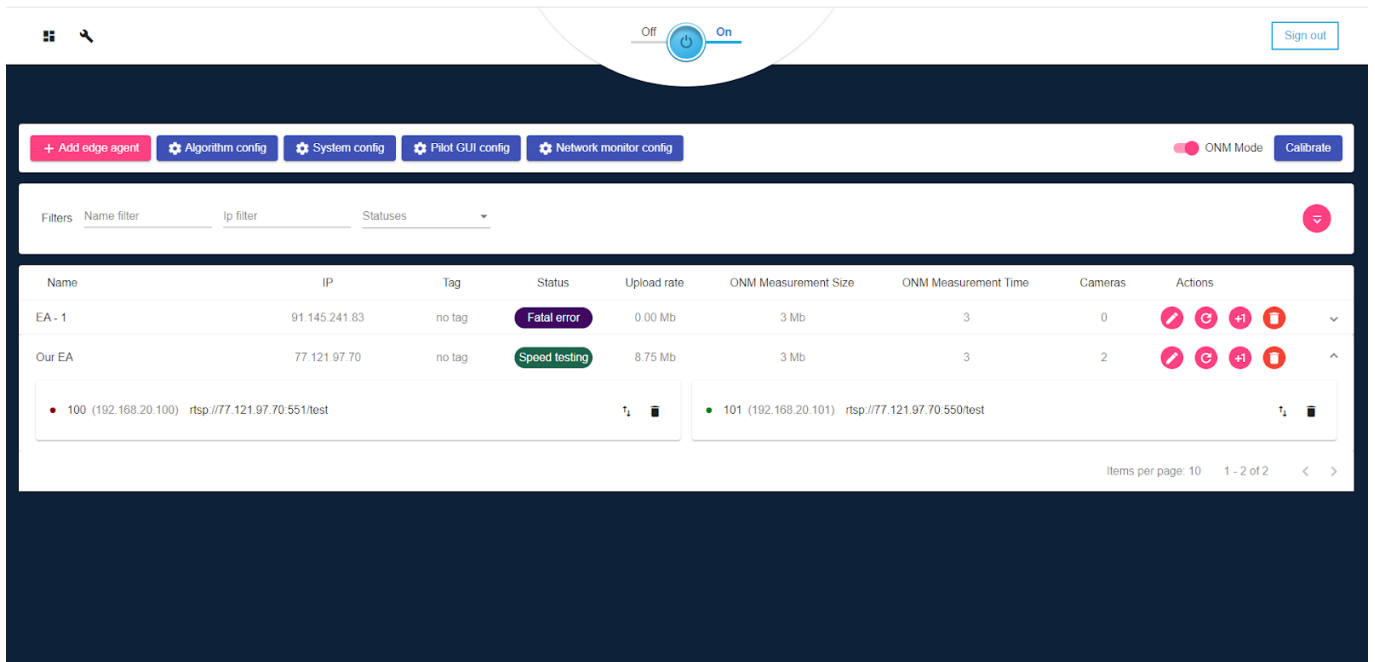 Off On Sign out
Add edge agent Algorithm config System config Pilot GUI config Network monitor config ONM Mode Calibrate
Filters Name filter Ip filter Statuses
Name IP Tag Status Upload rate ONM Measurement Size ONM Measurement Time Cameras Actions
EA - 1 91.145.241.83 no tag Fatal error 0.00 Mb 3 Mb 3 0 +1
Our EA 77.121.97.70 no tag Speed testing 8.75 Mb 3 Mb 3 2 +1
100 (192.168.20.100) rtsp://77.121.97.70:551/test 101 (192.168.20.101) rtsp://77.121.97.70:550/test
Items per page: 10 1 - 2 of 2